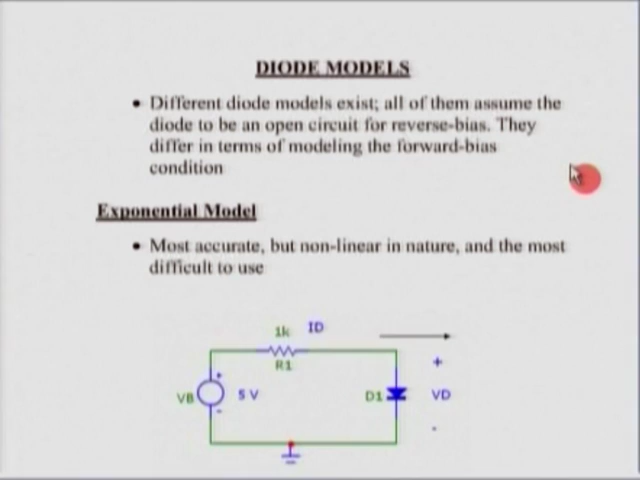 DIODE MODELS
• Different diode models exist; all of them assume the
diode to be an open circuit for reverse-bias. They
differ in terms of modeling the forward-bias
condition
Exponential Model
• Most accurate, but non-linear in nature, and the most
difficult to use
1k ID
R1
+
VB + 5 V D1 VD
-
-